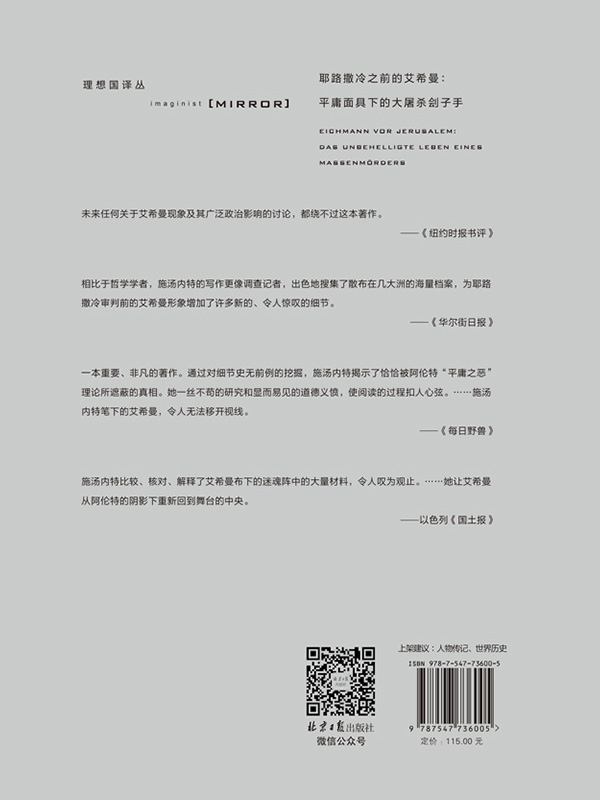 理想国译丛
imaginist [MIRROR]
耶路撒冷之前的艾希曼：
平庸面具下的大屠杀刽子手
EICHMANN VOR JERUSALEM:
DAS UNBEHELLIGTE LEBEN EINES
MASSENMÖRDERS
未来任何关于艾希曼现象及其广泛政治影响的讨论，都绕不过这本著作。
——《纽约时报书评》
相比于哲学学者，施汤内特的写作更像调查记者，出色地搜集了散布在几大洲的海量档案，为耶路
撒冷审判前的艾希曼形象增加了许多新的、令人惊叹的细节。
——《华尔街日报》
一本重要、非凡的著作。通过对细节史无前例的挖掘，施汤内特揭示了恰恰被阿伦特“平庸之恶”
理论所遮蔽的真相。她一丝不苟的研究和显而易见的道德义愤，使阅读的过程扣人心弦。……施汤
内特笔下的艾希曼，令人无法移开视线。
——《每日野兽》
施汤内特比较、核对、解释了艾希曼布下的迷魂阵中的大量材料，令人叹为观止。……她让艾希曼
从阿伦特的阴影下重新回到舞台的中央。
——以色列《国土报》
北京日报出版社
微信公众号
上架建议：人物传记、世界历史
ISBN 978-7-547-73600-5
9 787547 736005 >
定价：115.00 元